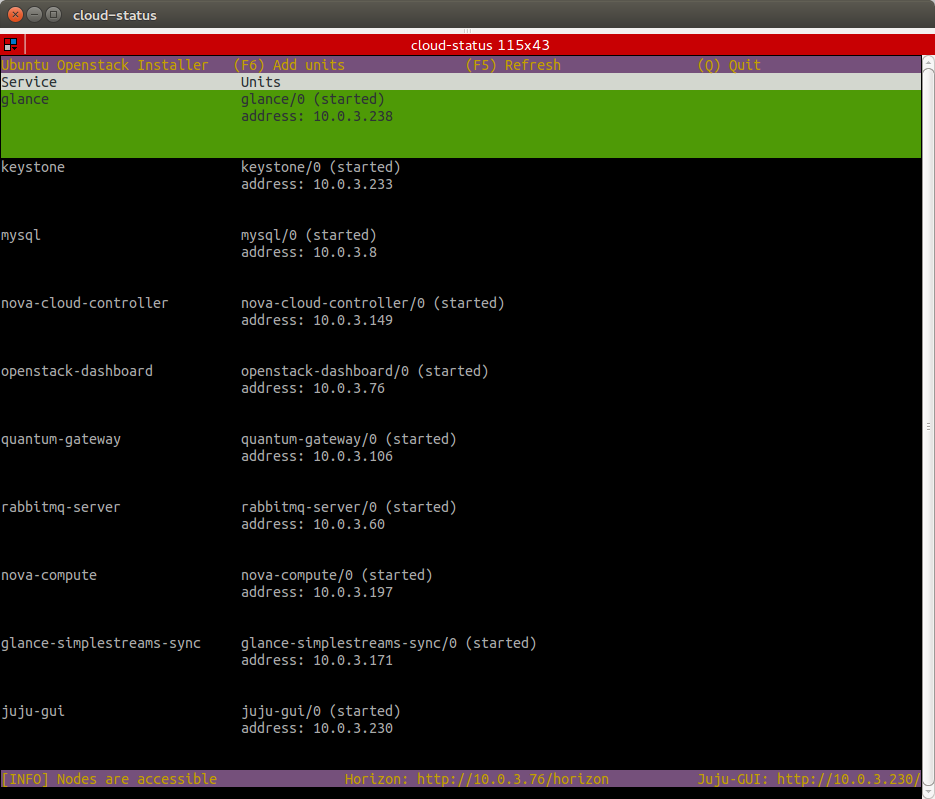 cloud-status
cloud-status 115x43
Ubuntu Openstack Installer (F6) Add units (F5) Refresh (Q) Quit
Service Units
glance glance/0 (started)
address: 10.0.3.238
keystone keystone/0 (started)
address: 10.0.3.233
mysql mysql/0 (started)
address: 10.0.3.8
nova-cloud-controller nova-cloud-controller/0 (started)
address: 10.0.3.149
openstack-dashboard openstack-dashboard/0 (started)
address: 10.0.3.76
quantum-gateway quantum-gateway/0 (started)
address: 10.0.3.106
rabbitmq-server rabbitmq-server/0 (started)
address: 10.0.3.60
nova-compute nova-compute/0 (started)
address: 10.0.3.197
glance-simplestreams-sync glance-simplestreams-sync/0 (started)
address: 10.0.3.171
juju-gui juju-gui/0 (started)
address: 10.0.3.230
[INFO] Nodes are accessible Horizon: http://10.0.3.76/horizon Juju-GUI: http://10.0.3.230/